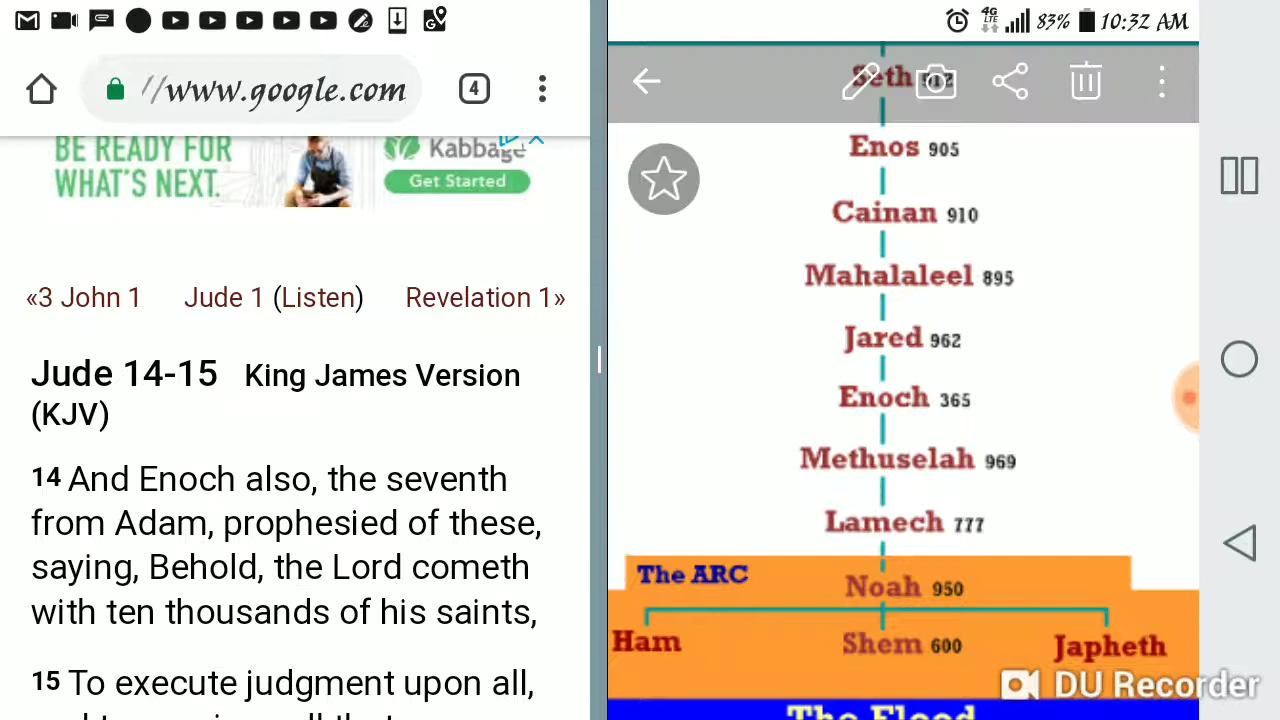 83% 10:32 AM
4G
LTE
//www.google.com
4
BE READY FOR
WHAT'S NEXT.
Kabbage
Get Started
«3 John 1 Jude 1 (Listen) Revelation 1»
Jude 14-15 King James Version
(KJV)
14 And Enoch also, the seventh
from Adam, prophesied of these,
saying, Behold, the Lord cometh
with ten thousands of his saints,
15 To execute judgment upon all,
Seth 912
Enos 905
Cainan 910
Mahalaleel 895
Jared 962
Enoch 365
Methuselah 969
Lamech 777
The ARC
Noah 950
Ham Shem 600 Japheth
The Flood
DU Recorder